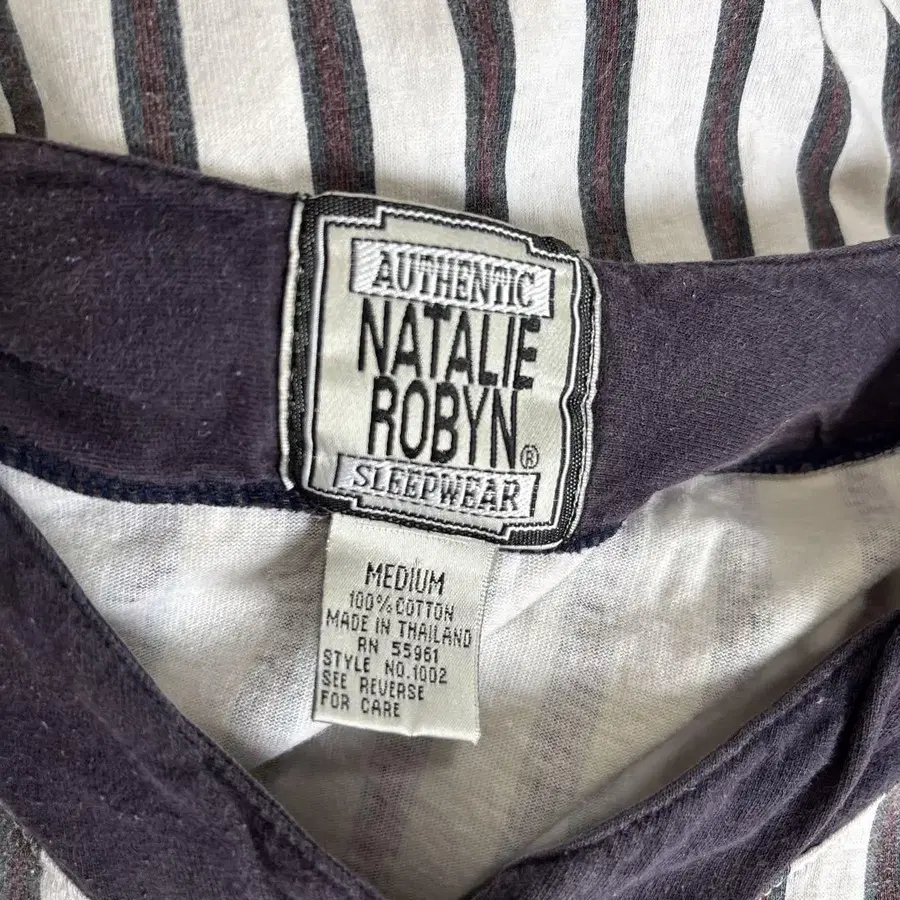 AUTHENTIC
NATALIE
ROBYN®
SLEEPWEAR
MEDIUM
100% COTTON
MADE IN THAILAND
RN 55961
STYLE NO.1002
SEE REVERSE
FOR CARE